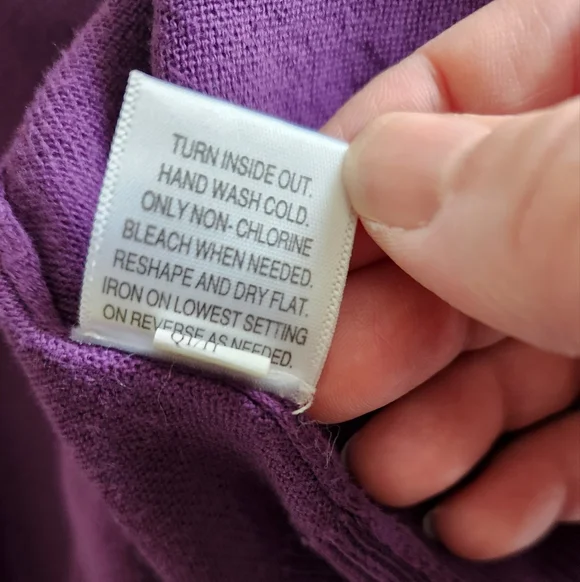 TURN INSIDE OUT.
HAND WASH COLD.
ONLY NON-CHLORINE
BLEACH WHEN NEEDED.
RESHAPE AND DRY FLAT.
IRON ON LOWEST SETTING
ON REVERSE AS NEEDED.